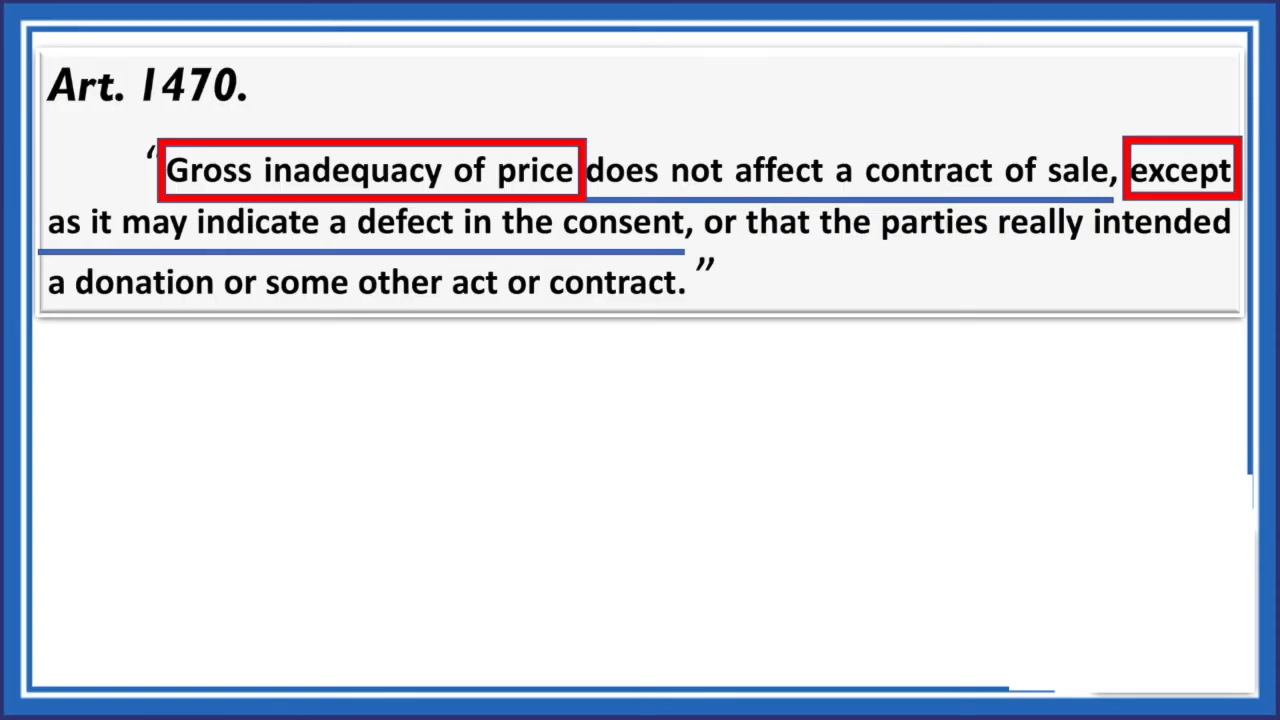 Art. 1470.
“Gross inadequacy of price does not affect a contract of sale, except
as it may indicate a defect in the consent, or that the parties really intended
a donation or some other act or contract. ”